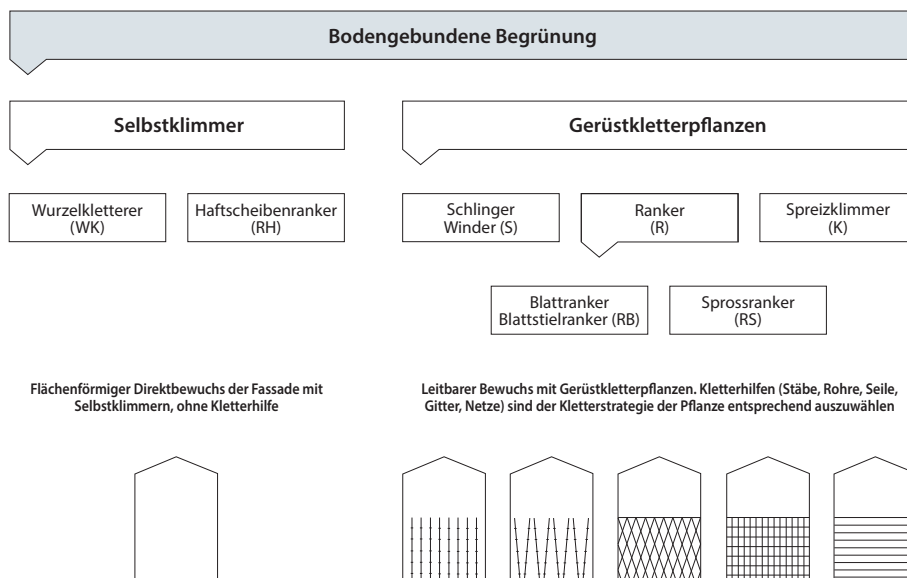 Bodengebundene Begrünung
Selbstklimmer
Gerüstkletterpflanzen
Wurzelkletterer
(WK)
Haftscheibenranker
(RH)
Schlinger
Winder (S)
Ranker
(R)
Spreizklimmer
(K)
Blattranker
Blattstielranker (RB)
Sprossranker
(RS)
Flächenförmiger Direktbewuchs der Fassade mit
Selbstklimmern, ohne Kletterhilfe
Leitbarer Bewuchs mit Gerüstkletterpflanzen. Kletterhilfen (Stäbe, Rohre, Seile,
Gitter, Netze) sind der Kletterstrategie der Pflanze entsprechend auszuwählen